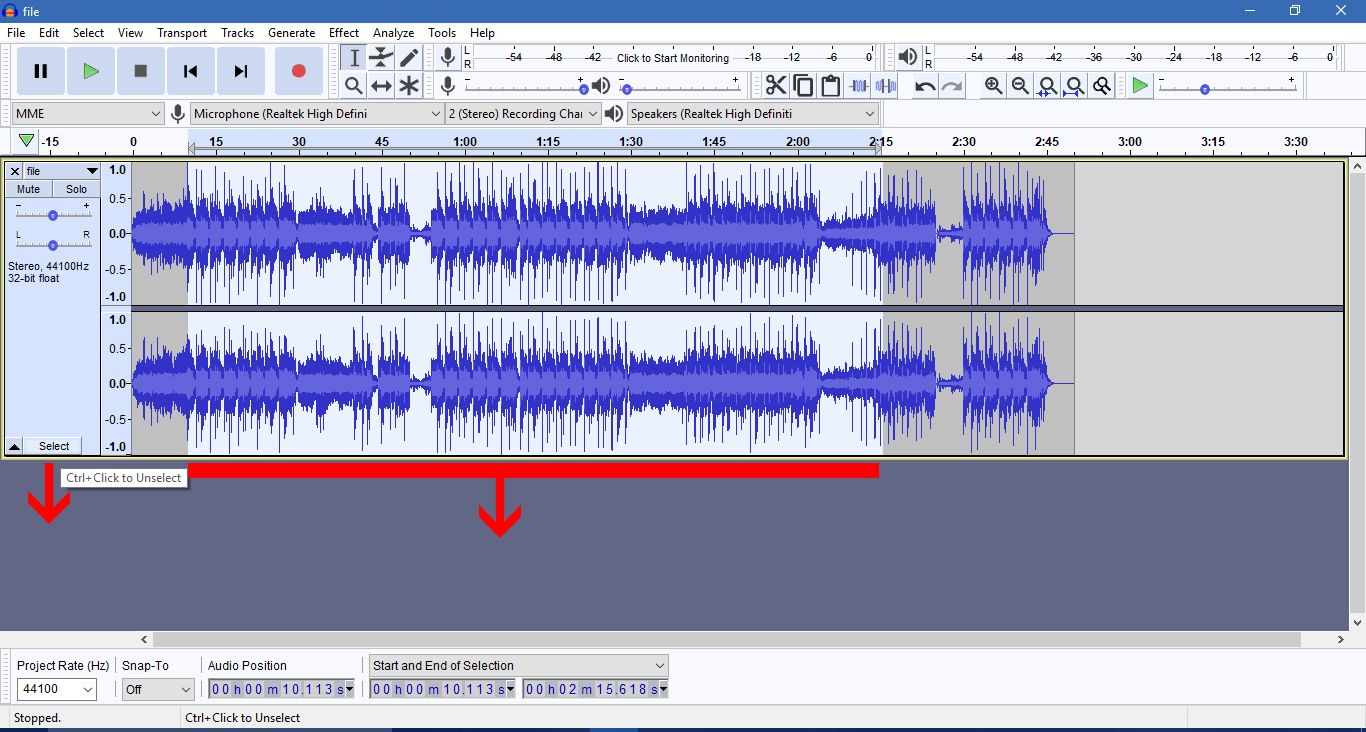 file
File Edit Select View Transport Tracks Generate Effect Analyze Tools Help
L R -54 -48 -42 Click to Start Monitoring -18 -12 -6 0 L R -54 -48 -42 -36 -30 -24 -18 -12 -6 0
- + - + - +
MME Microphone (Realtek High Defini 2 (Stereo) Recording Chai Speakers (Realtek High Definiti
-15 0 15 30 45 1:00 1:15 1:30 1:45 2:00 2:15 2:30 2:45 3:00 3:15 3:30
file 1.0
Mute Solo
- + 0.5
L R 0.0
Stereo, 44100Hz -0.5
32-bit float
-1.0
1.0
0.5
0.0
-0.5
Select -1.0
Ctrl+Click to Unselect
Project Rate (Hz) Snap-To Audio Position Start and End of Selection
44100 Off 00 h 00 m 10.113 s 00 h 00 m 10.113 s 00 h 02 m 15.618 s
Stopped. Ctrl+Click to Unselect